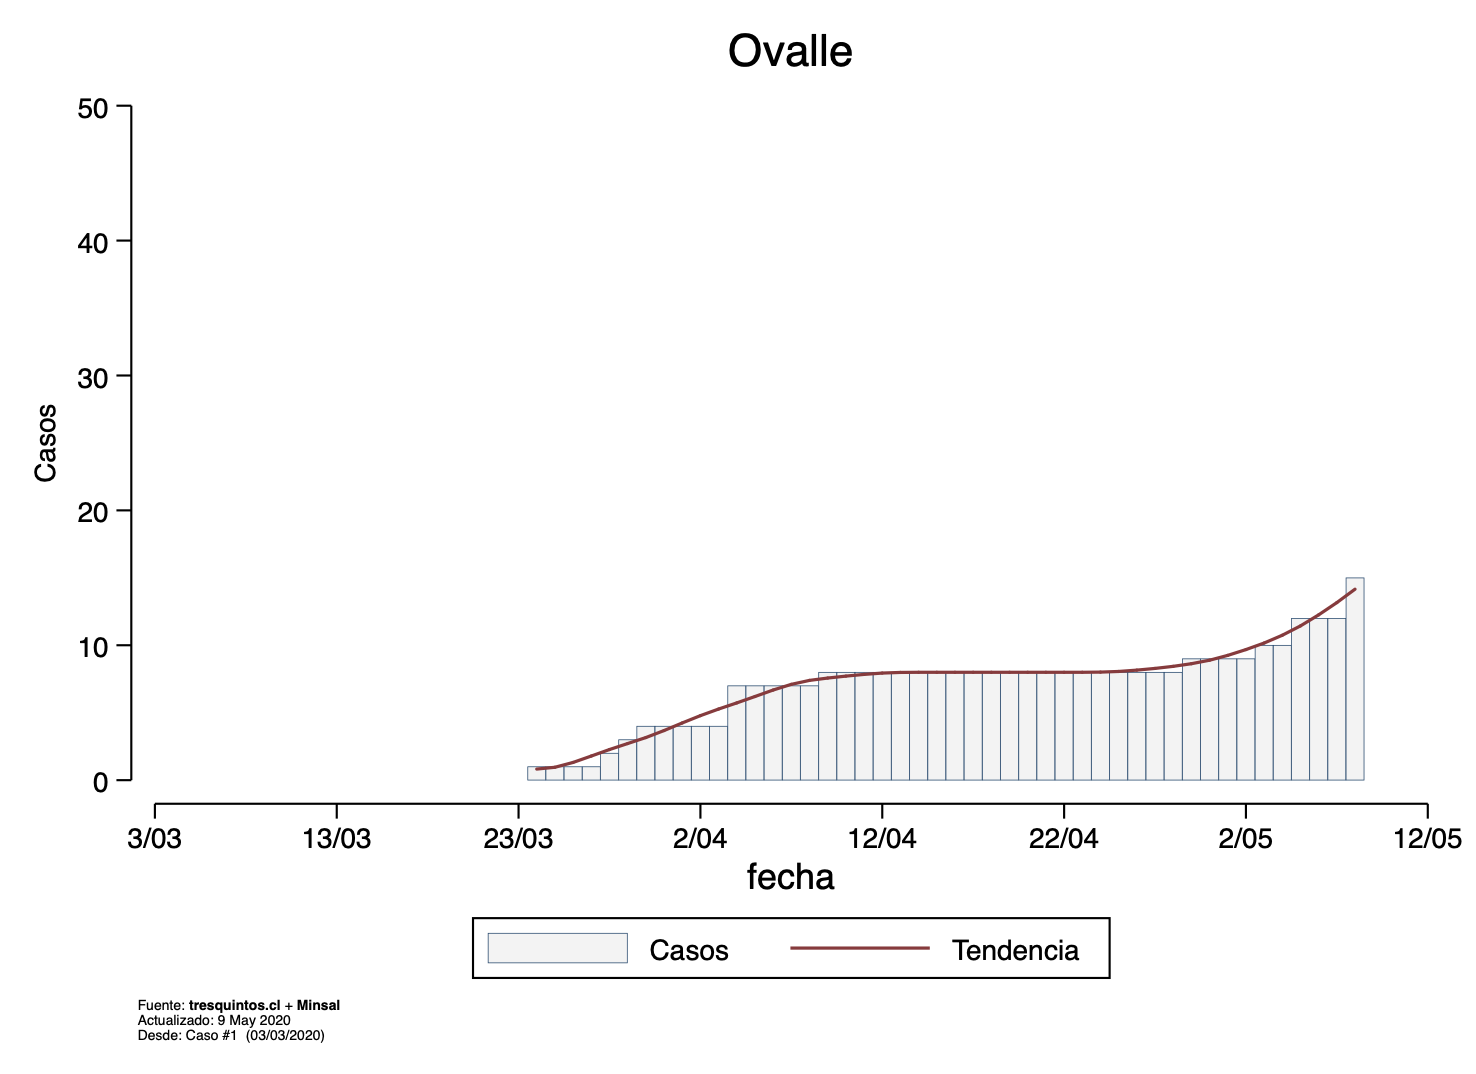 Ovalle
50
40
30
20
10
0
Casos
3/03 13/03 23/03 2/04 12/04 22/04 2/05 12/05
fecha
Casos Tendencia
Fuente: tresquintos.cl + Minsal
Actualizado: 9 May 2020
Desde: Caso #1 (03/03/2020)